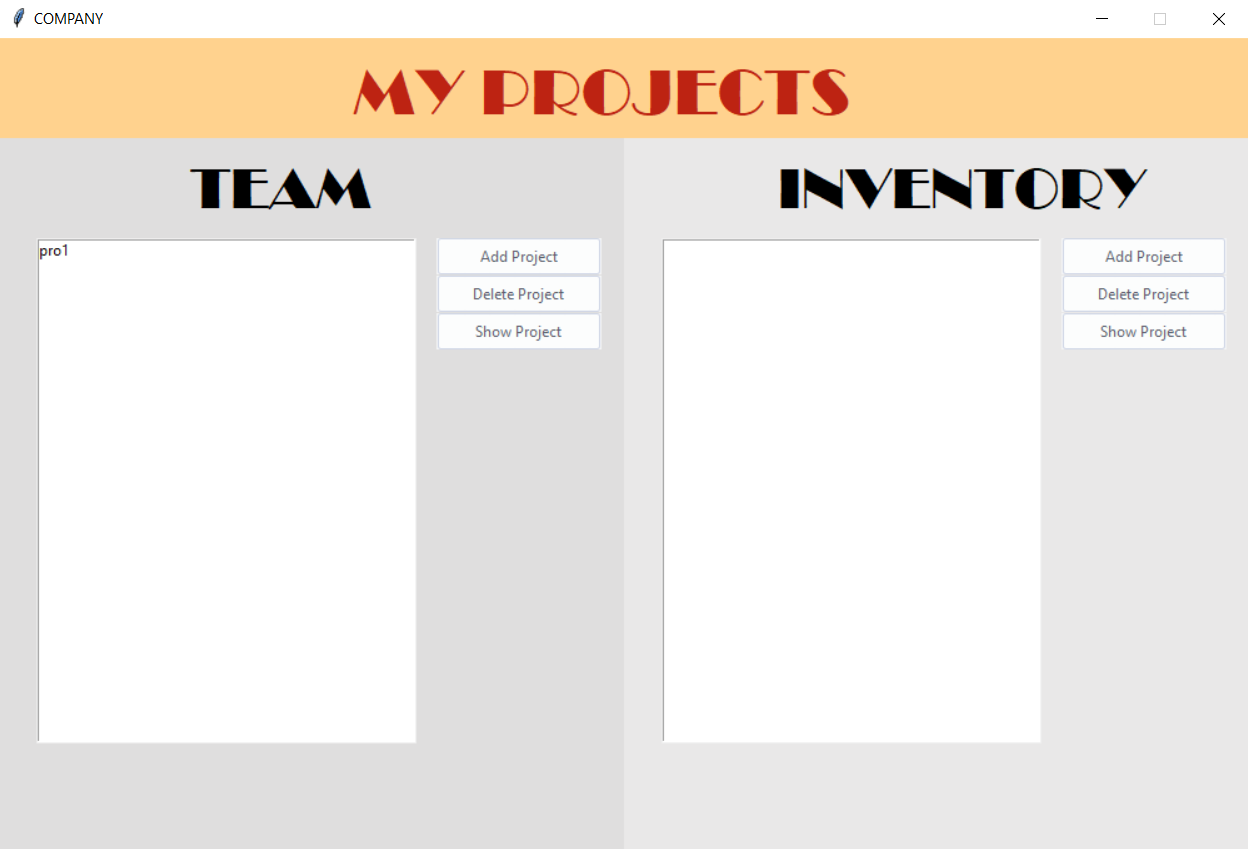 COMPANY
MY PROJECTS
TEAM
pro1
Add Project
Delete Project
Show Project
INVENTORY
Add Project
Delete Project
Show Project